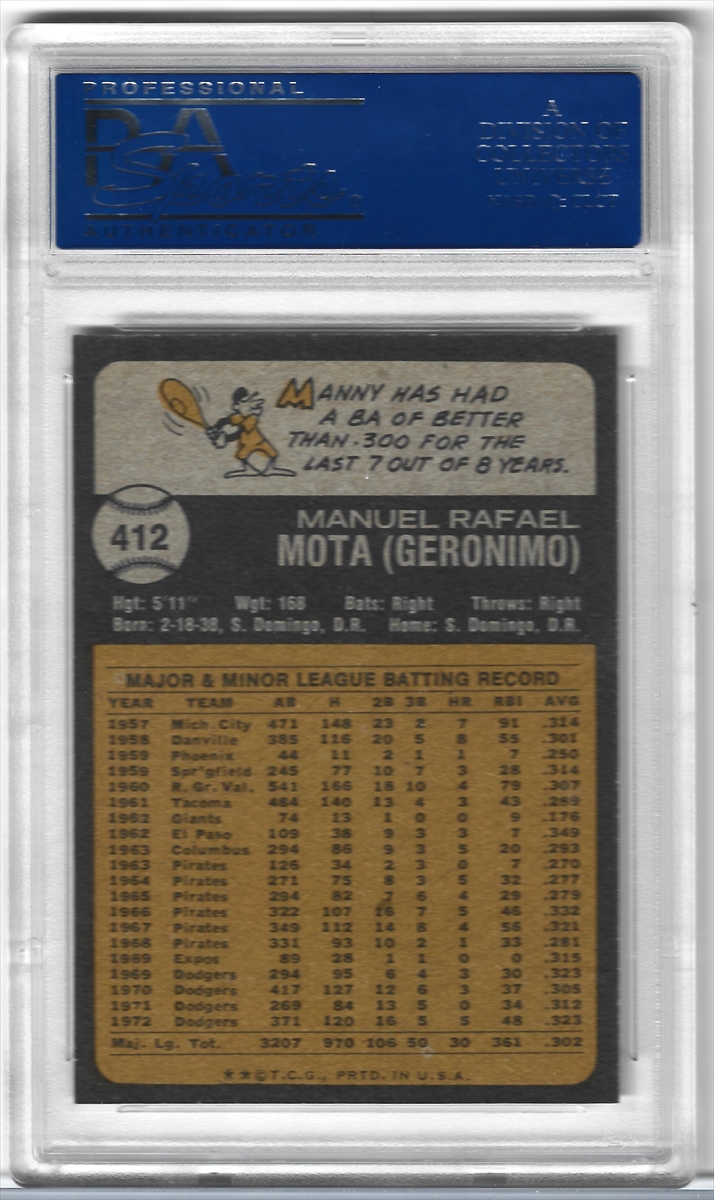 PROFESSIONAL
PSA
Sports
AUTHENTICATOR
A
DIVISION OF
COLLECTORS
UNIVERSE
NASDAQ: CLCT
MANNY HAS HAD
A BA OF BETTER
THAN .300 FOR THE
LAST 7 OUT OF 8 YEARS.
412
MANUEL RAFAEL
MOTA (GERONIMO)
Hgt: 5'11" Wgt: 168 Bats: Right Throws: Right
Born: 2-18-38, S. Domingo, D.R. Home: S. Domingo, D.R.
MAJOR & MINOR LEAGUE BATTING RECORD
YEAR TEAM AB H 2B 3B HR RBI AVG
1957 Mich. City 471 148 23 2 7 91 .314
1958 Danville 385 116 20 5 8 55 .301
1959 Phoenix 44 11 2 1 1 7 .250
1959 Spr'gfield 245 77 10 7 3 28 .314
1960 R. Gr. Val. 541 166 18 10 4 79 .307
1961 Tacoma 484 140 13 4 3 43 .289
1962 Giants 74 13 1 0 0 9 .176
1962 El Paso 109 38 9 3 3 7 .349
1963 Columbus 294 86 9 3 5 20 .293
1963 Pirates 126 34 2 3 0 7 .270
1964 Pirates 271 75 8 3 5 32 .277
1965 Pirates 294 82 7 6 4 29 .279
1966 Pirates 322 107 16 7 5 46 .332
1967 Pirates 349 112 14 8 4 56 .321
1968 Pirates 331 93 10 2 1 33 .281
1969 Expos 89 28 1 1 0 0 .315
1969 Dodgers 294 95 6 4 3 30 .323
1970 Dodgers 417 127 12 6 3 37 .305
1971 Dodgers 269 84 13 5 0 34 .312
1972 Dodgers 371 120 16 5 5 48 .323
Maj. Lg. Tot. 3207 970 106 50 30 361 .302
**©T.C.G., PRTD. IN U.S.A.